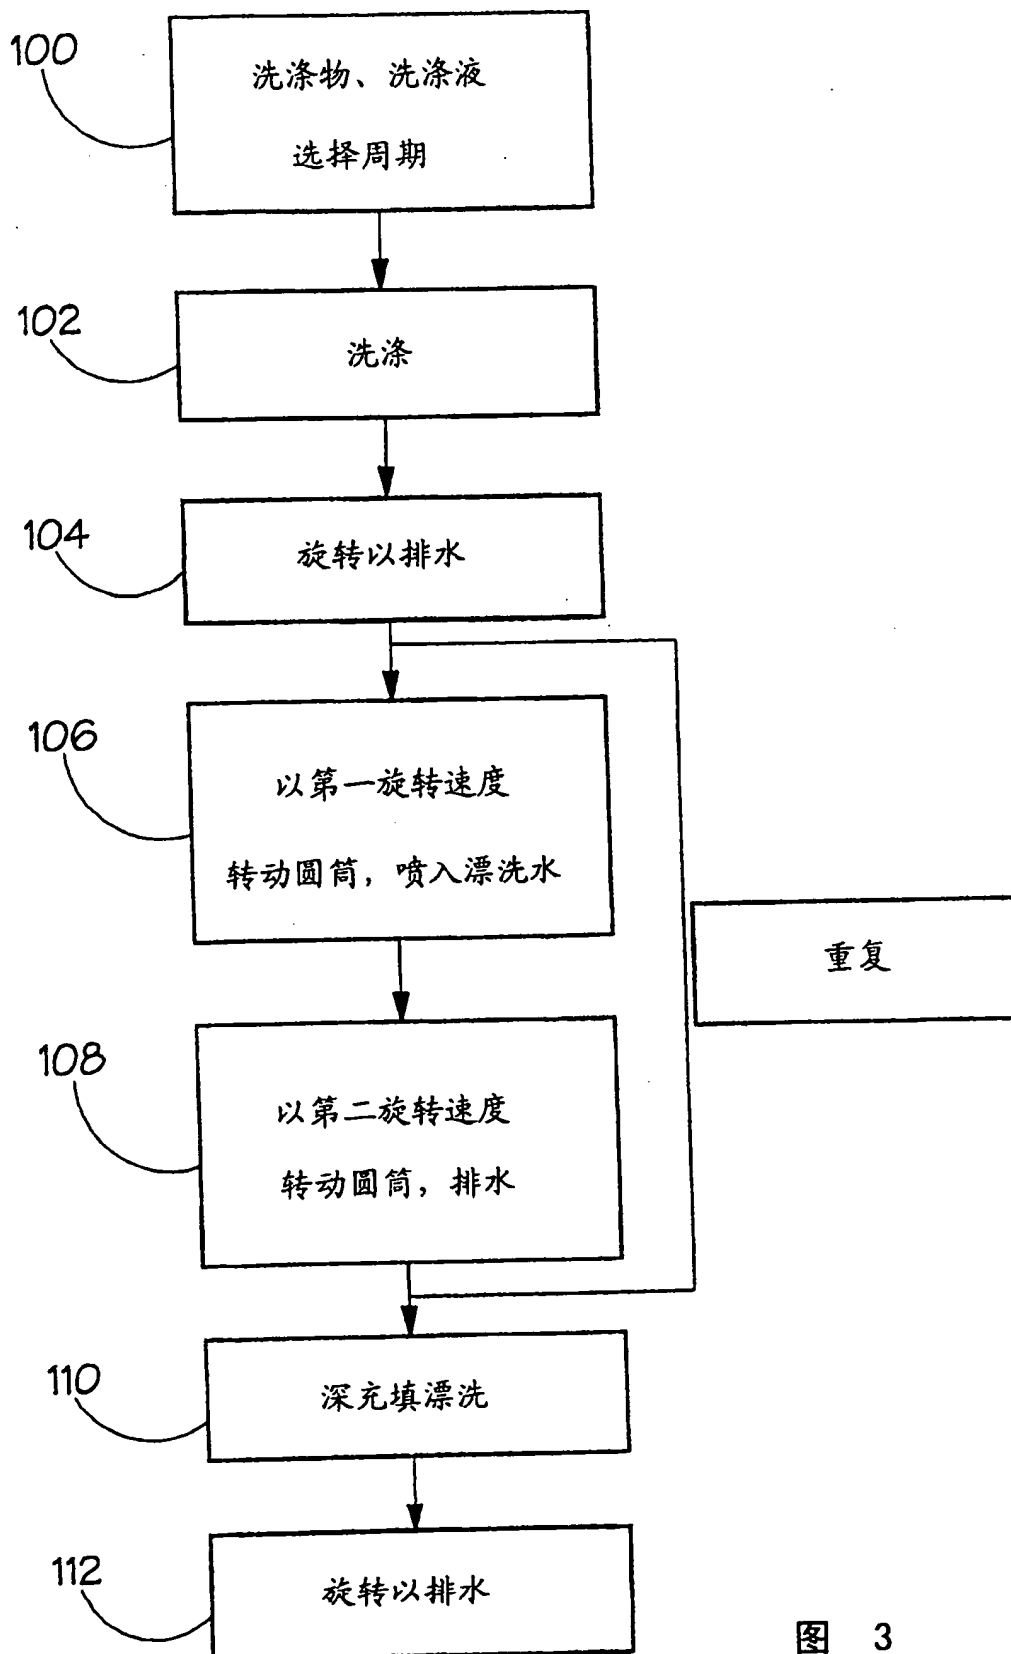 100
洗涤物、洗涤液
选择周期
102
洗涤
104
旋转以排水
106
以第一旋转速度
转动圆筒，喷入漂洗水
重复
108
以第二旋转速度
转动圆筒，排水
110
深充填漂洗
112
旋转以排水
图 3